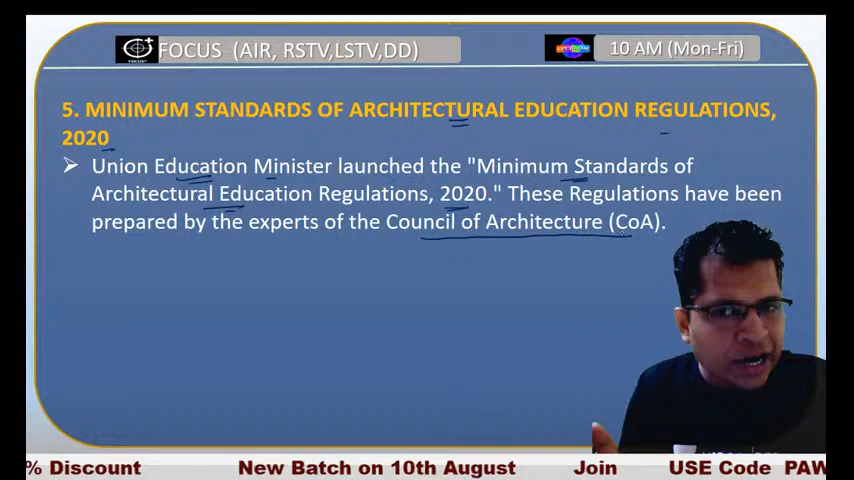 FOCUS (AIR, RSTV,LSTV,DD)
10 AM (Mon-Fri)
5. MINIMUM STANDARDS OF ARCHITECTURAL EDUCATION REGULATIONS,
2020
Union Education Minister launched the "Minimum Standards of
Architectural Education Regulations, 2020." These Regulations have been
prepared by the experts of the Council of Architecture (CoA).
% Discount New Batch on 10th August Join USE Code PAW